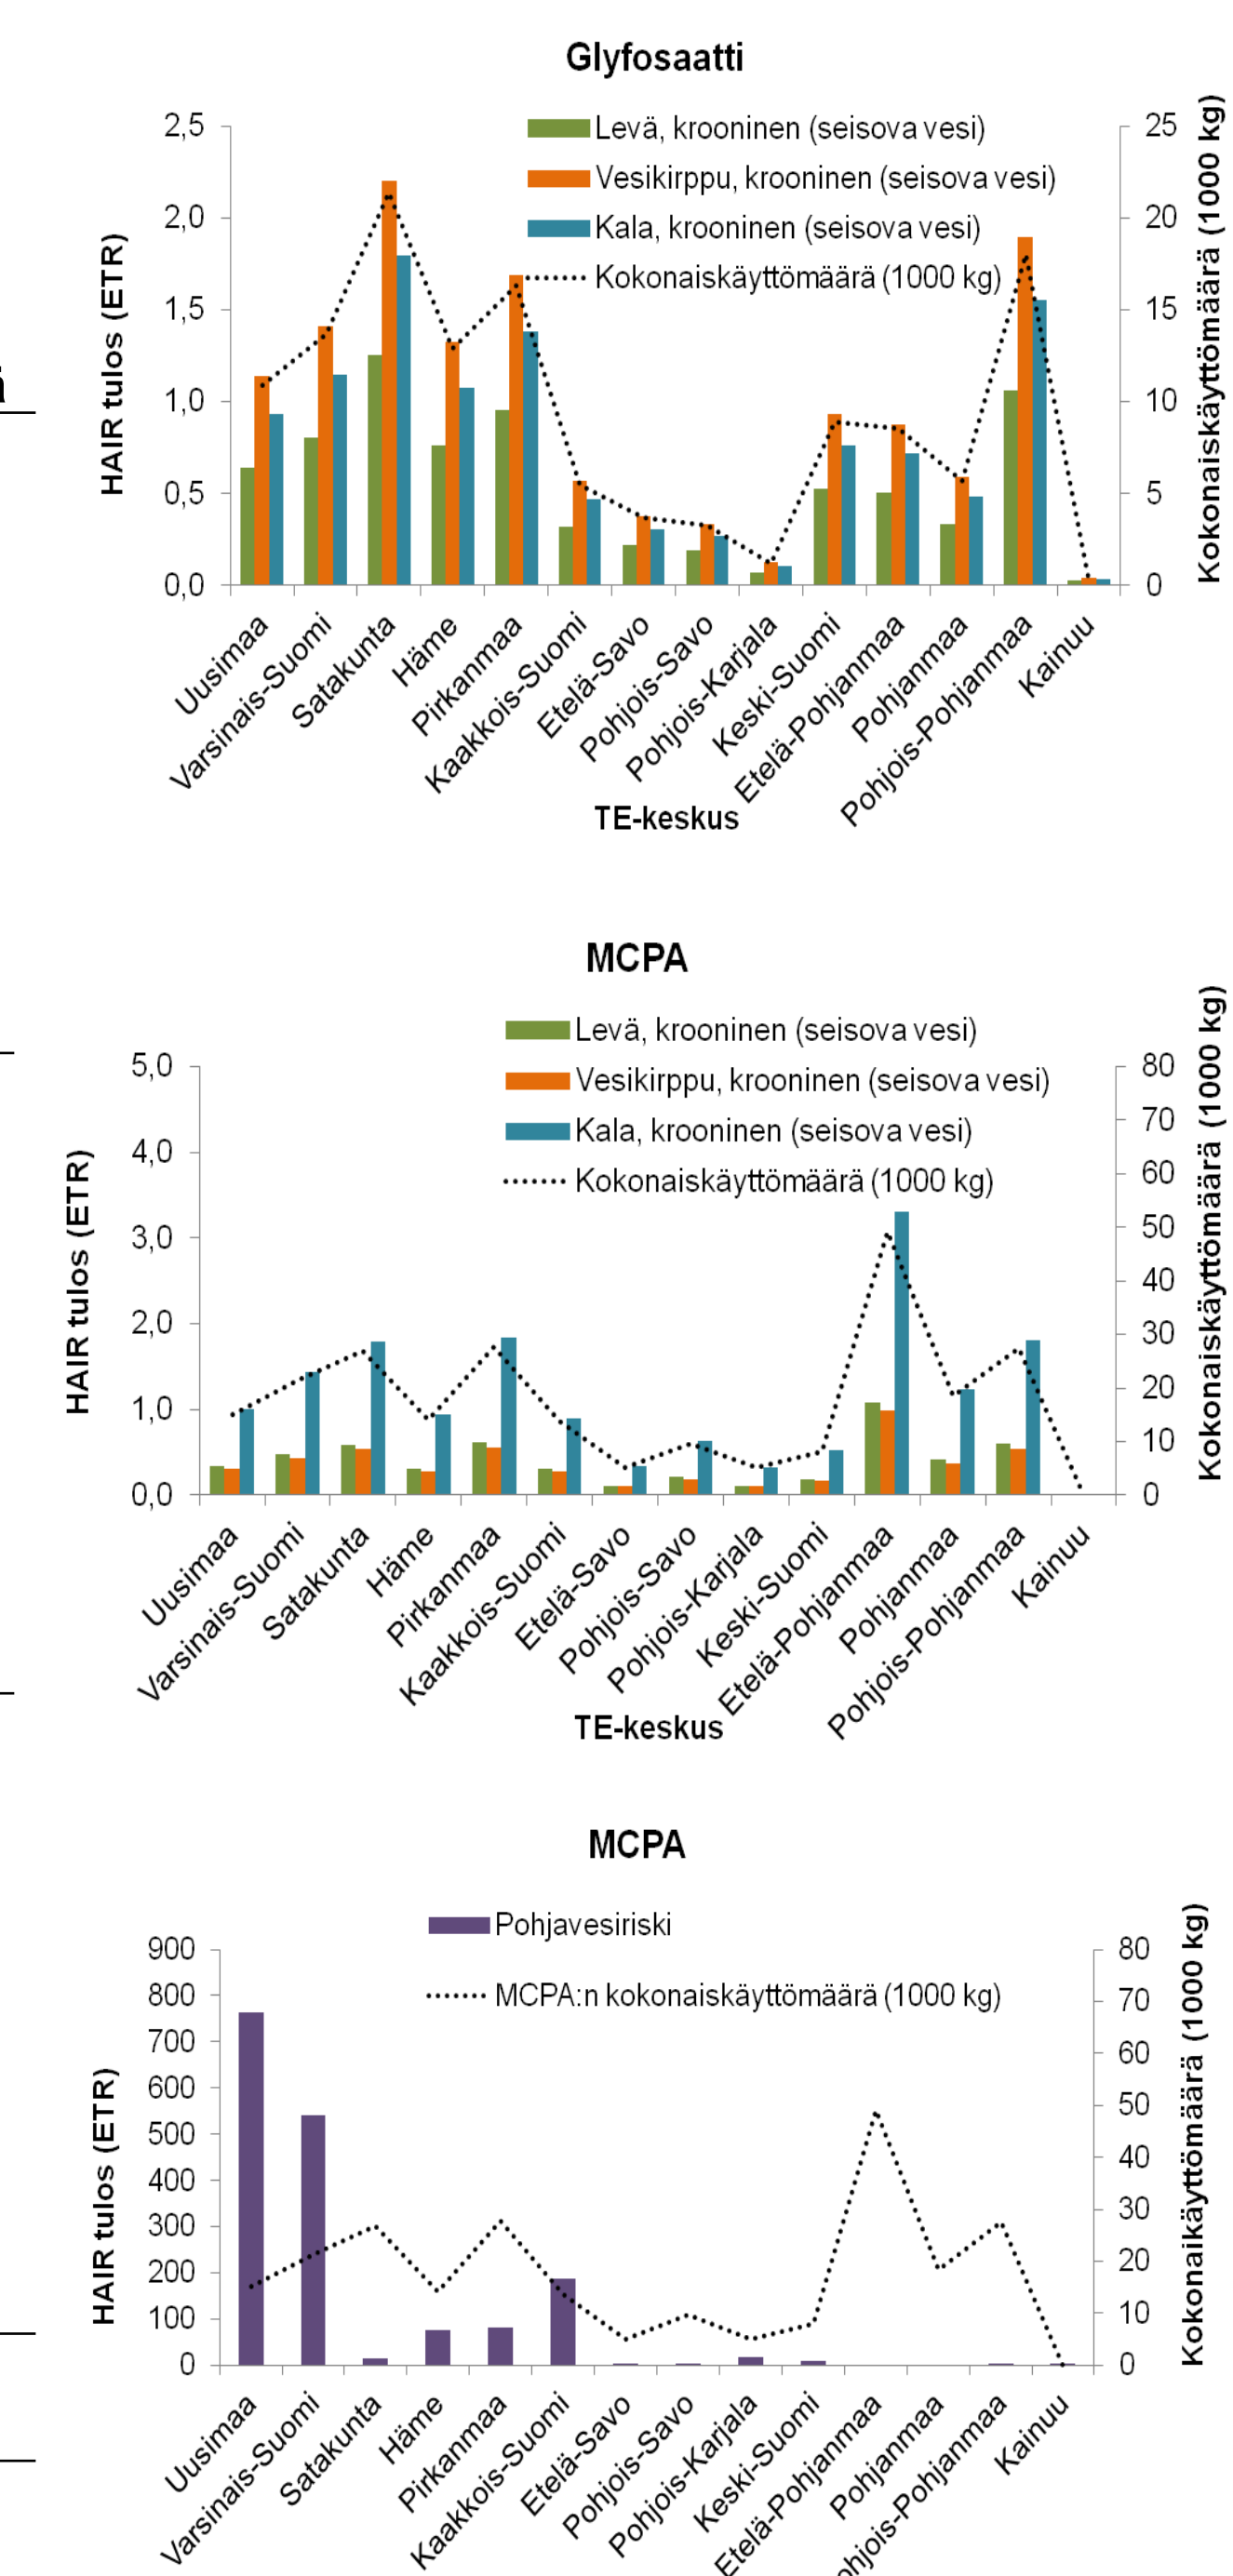 Glyfosaatti
Levä, krooninen (seisova vesi)
Vesikirppu, krooninen (seisova vesi)
Kala, krooninen (seisova vesi)
Kokonaiskäyttömäärä (1000 kg)
HAIR tulos (ETR)
2,5
2,0
1,5
1,0
0,5
0,0
25
20
15
10
5
0
Kokonaiskäyttömäärä (1000 kg)
ä
Uusimaa
Varsinais-Suomi
Satakunta
Häme
Pirkanmaa
Kaakkois-Suomi
Etelä-Savo
Pohjois-Savo
Pohjois-Karjala
Keski-Suomi
Etelä-Pohjanmaa
Pohjanmaa
Pohjois-Pohjanmaa
Kainuu
TE-keskus
MCPA
Levä, krooninen (seisova vesi)
Vesikirppu, krooninen (seisova vesi)
Kala, krooninen (seisova vesi)
Kokonaiskäyttömäärä (1000 kg)
HAIR tulos (ETR)
5,0
4,0
3,0
2,0
1,0
0,0
80
70
60
50
40
30
20
10
0
Kokonaiskäyttömäärä (1000 kg)
Uusimaa
Varsinais-Suomi
Satakunta
Häme
Pirkanmaa
Kaakkois-Suomi
Etelä-Savo
Pohjois-Savo
Pohjois-Karjala
Keski-Suomi
Etelä-Pohjanmaa
Pohjanmaa
Pohjois-Pohjanmaa
Kainuu
TE-keskus
MCPA
Pohjavesiriski
MCPA:n kokonaiskäyttömäärä (1000 kg)
HAIR tulos (ETR)
900
800
700
600
500
400
300
200
100
0
80
70
60
50
40
30
20
10
0
Kokonaikäyttömäärä (1000 kg)
Uusimaa
Varsinais-Suomi
Satakunta
Häme
Pirkanmaa
Kaakkois-Suomi
Etelä-Savo
Pohjois-Savo
Pohjois-Karjala
Keski-Suomi
Etelä-Pohjanmaa
Pohjanmaa
ohjois-Pohjanmaa
Kainuu